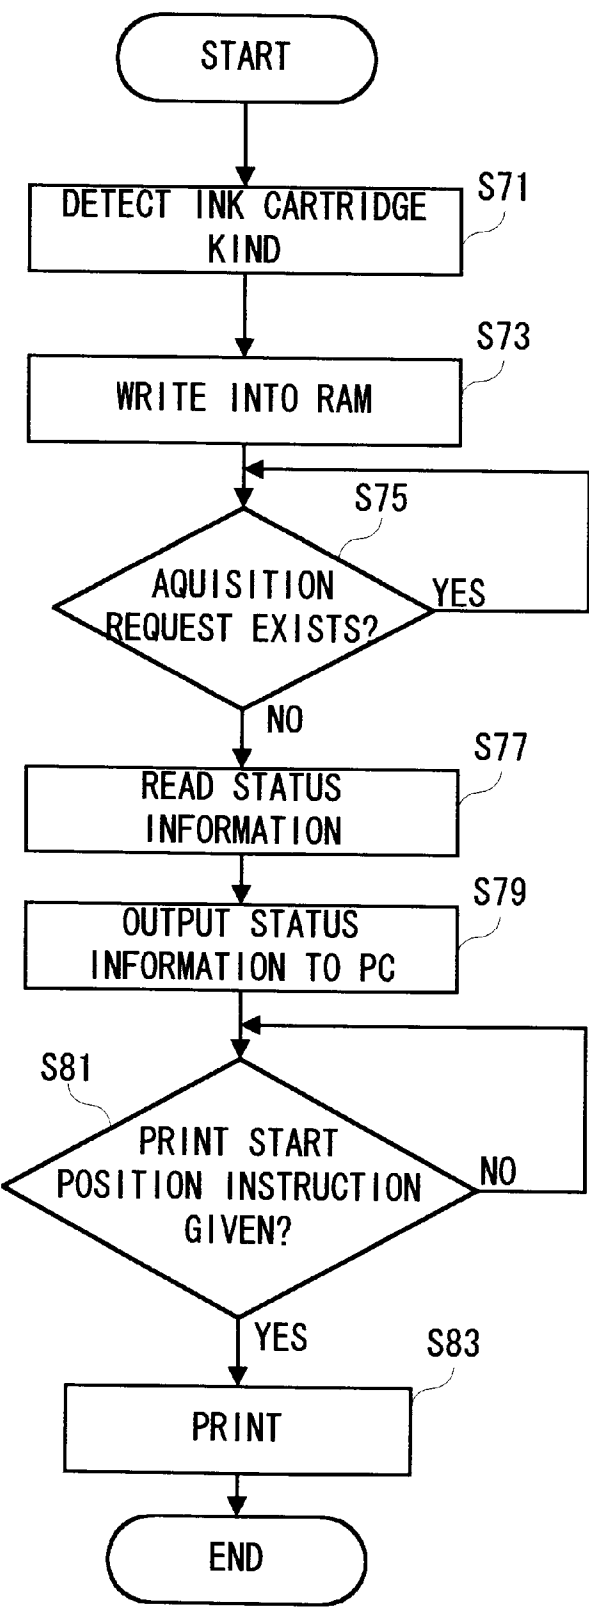 START
S71
DETECT INK CARTRIDGE
KIND
S73
WRITE INTO RAM
S75
AQUISITION
REQUEST EXISTS?
YES
NO
S77
READ STATUS
INFORMATION
S79
OUTPUT STATUS
INFORMATION TO PC
S81
PRINT START
POSITION INSTRUCTION
GIVEN?
NO
YES
S83
PRINT
END